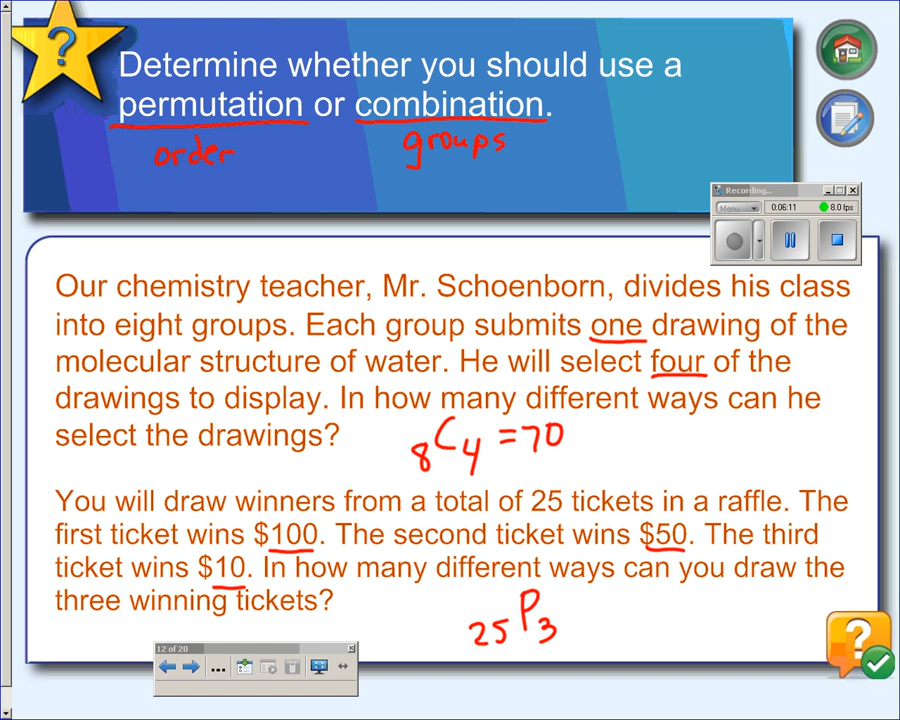 ?
Determine whether you should use a
permutation or combination.
order
groups
Recording...
Menu
0:06:11
8.0 fps
Our chemistry teacher, Mr. Schoenborn, divides his class
into eight groups. Each group submits one drawing of the
molecular structure of water. He will select four of the
drawings to display. In how many different ways can he
select the drawings?
8C4 = 70
You will draw winners from a total of 25 tickets in a raffle. The
first ticket wins $100. The second ticket wins $50. The third
ticket wins $10. In how many different ways can you draw the
three winning tickets?
25P3
12 of 20
...
?